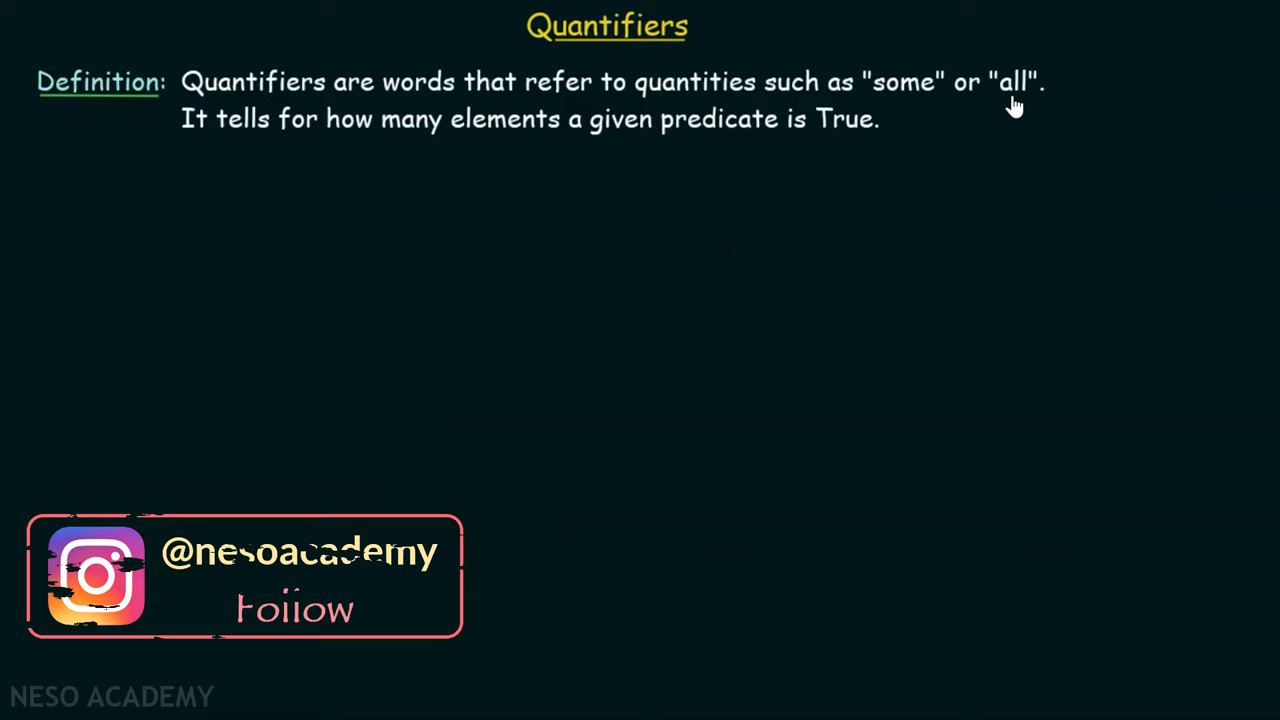 Quantifiers
Definition: Quantifiers are words that refer to quantities such as "some" or "all".
It tells for how many elements a given predicate is True.
@nesoacademy
Follow
NESO ACADEMY